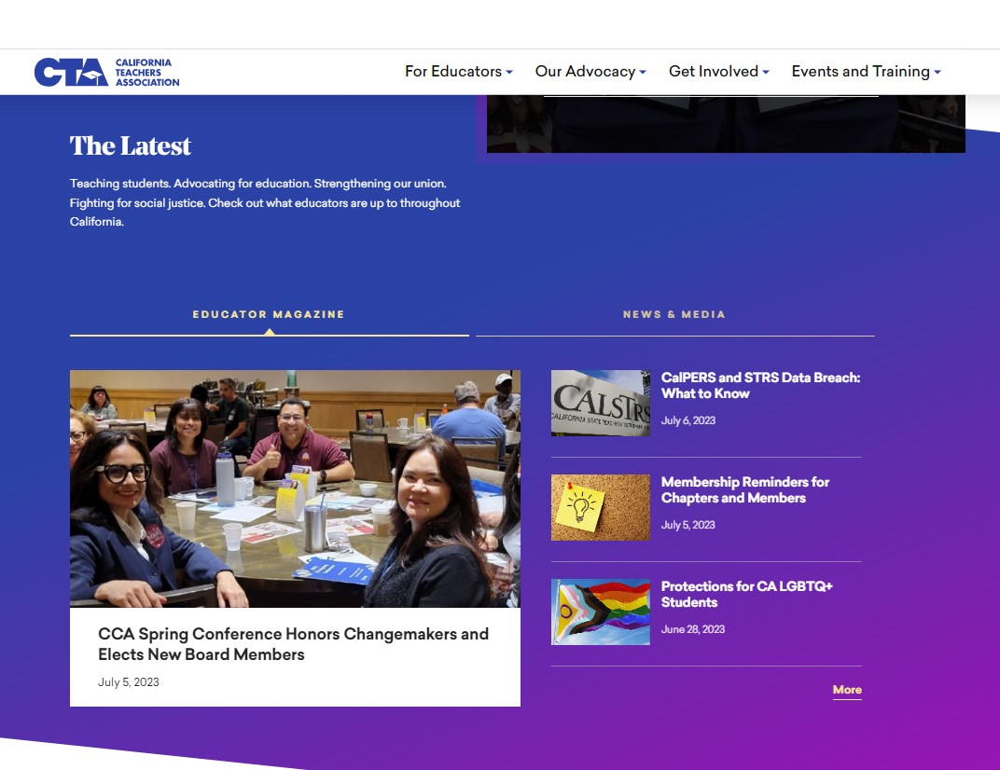 CTA CALIFORNIA
TEACHERS
ASSOCIATION
For Educators
Our Advocacy
Get Involved
Events and Training
The Latest
Teaching students. Advocating for education. Strengthening our union.
Fighting for social justice. Check out what educators are up to throughout
California.
EDUCATOR MAGAZINE
NEWS & MEDIA
CCA Spring Conference Honors Changemakers and
Elects New Board Members
July 5, 2023
CALSTRS
CALIFORNIA STATE TEACHERS' RETIREMENT
CalPERS and STRS Data Breach:
What to Know
July 6, 2023
Membership Reminders for
Chapters and Members
July 5, 2023
Protections for CA LGBTQ+
Students
June 28, 2023
More